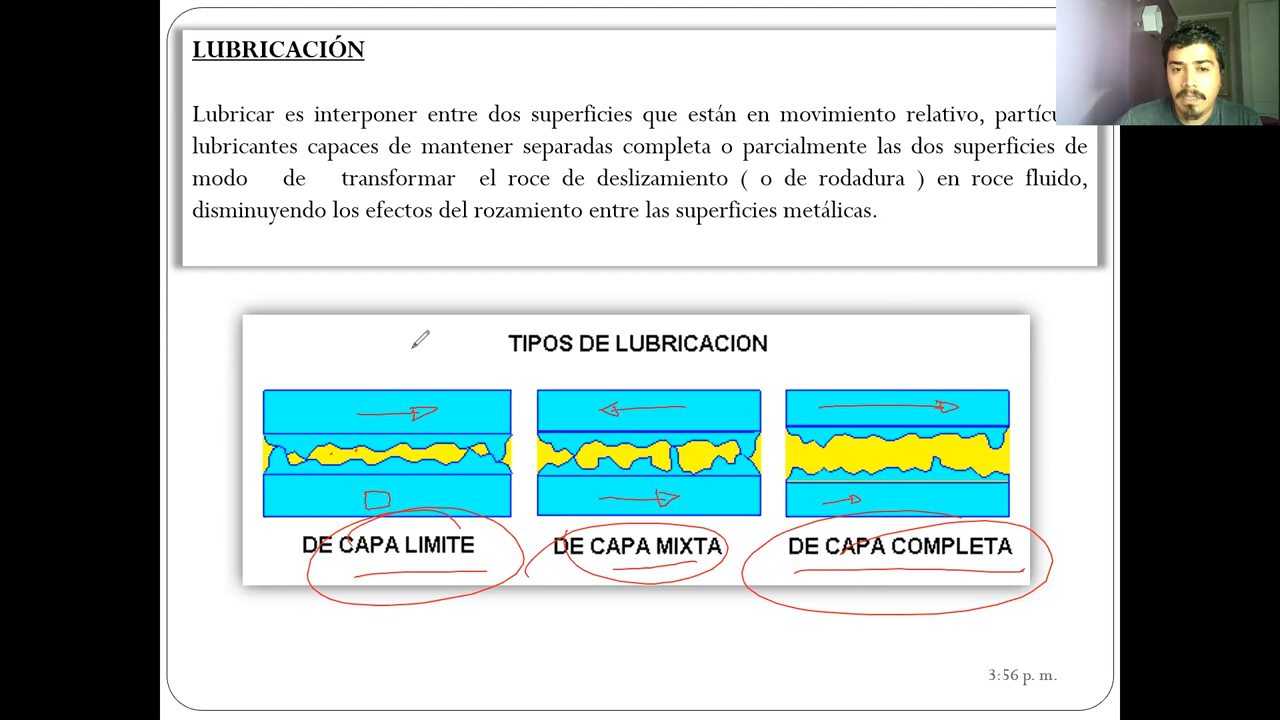 LUBRICACIÓN
Lubricar es interponer entre dos superficies que están en movimiento relativo,
lubricantes capaces de mantener separadas completa o parcialmente las dos superficies de
modo de transformar el roce de deslizamiento ( o de rodadura ) en roce fluido,
disminuyendo los efectos del rozamiento entre las superficies metálicas.
TIPOS DE LUBRICACION
DE CAPA LIMITE
DE CAPA MIXTA
DE CAPA COMPLETA
3:56 p. m.